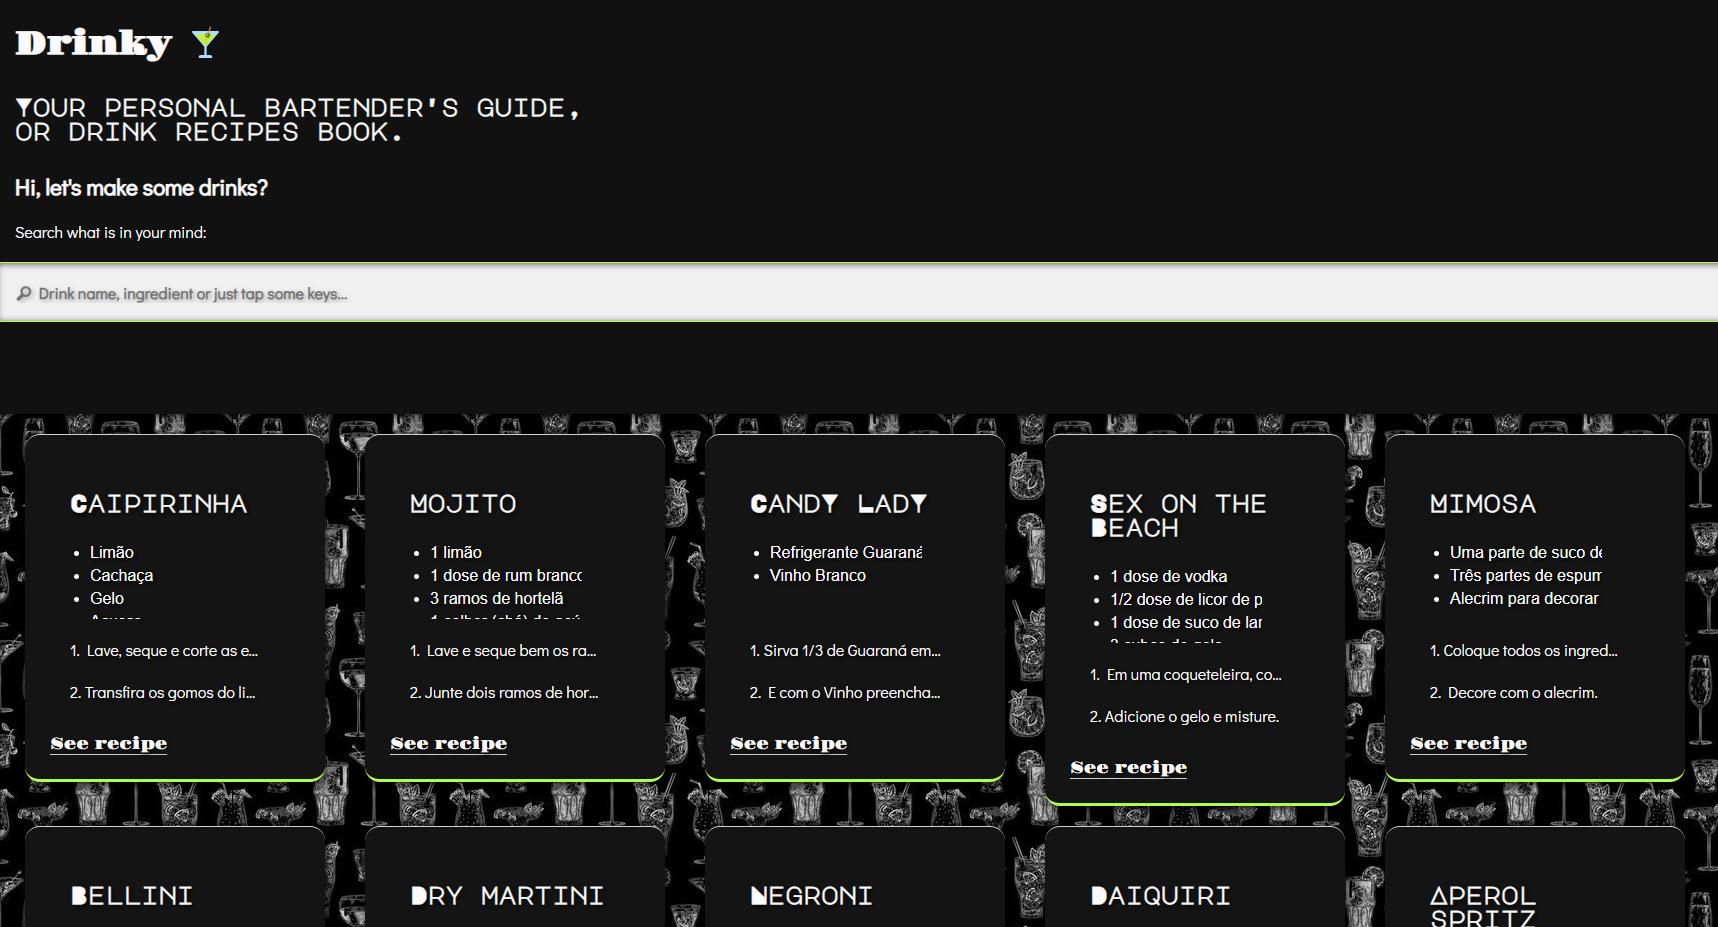 Drinky
Your personal bartender's guide,
or drink recipes book.
Hi, let's make some drinks?
Search what is in your mind:
Drink name, ingredient or just tap some keys...
Caipirinha
• Limão
• Cachaça
• Gelo
1. Lave, seque e corte as e...
2. Transfira os gomos do li...
See recipe
Mojito
• 1 limão
• 1 dose de rum branco
• 3 ramos de hortelã
1. Lave e seque bem os ra...
2. Junte dois ramos de hor...
See recipe
Candy Lady
• Refrigerante Guaraná
• Vinho Branco
1. Sirva 1/3 de Guaraná em...
2. E com o Vinho preencha...
See recipe
Sex on the
Beach
• 1 dose de vodka
• 1/2 dose de licor de p
• 1 dose de suco de lar
1. Em uma coqueteleira, co...
2. Adicione o gelo e misture.
See recipe
Mimosa
• Uma parte de suco de
• Três partes de espum
• Alecrim para decorar
1. Coloque todos os ingred...
2. Decore com o alecrim.
See recipe
Bellini
Dry Martini
Negroni
Daiquiri
Aperol
Spritz